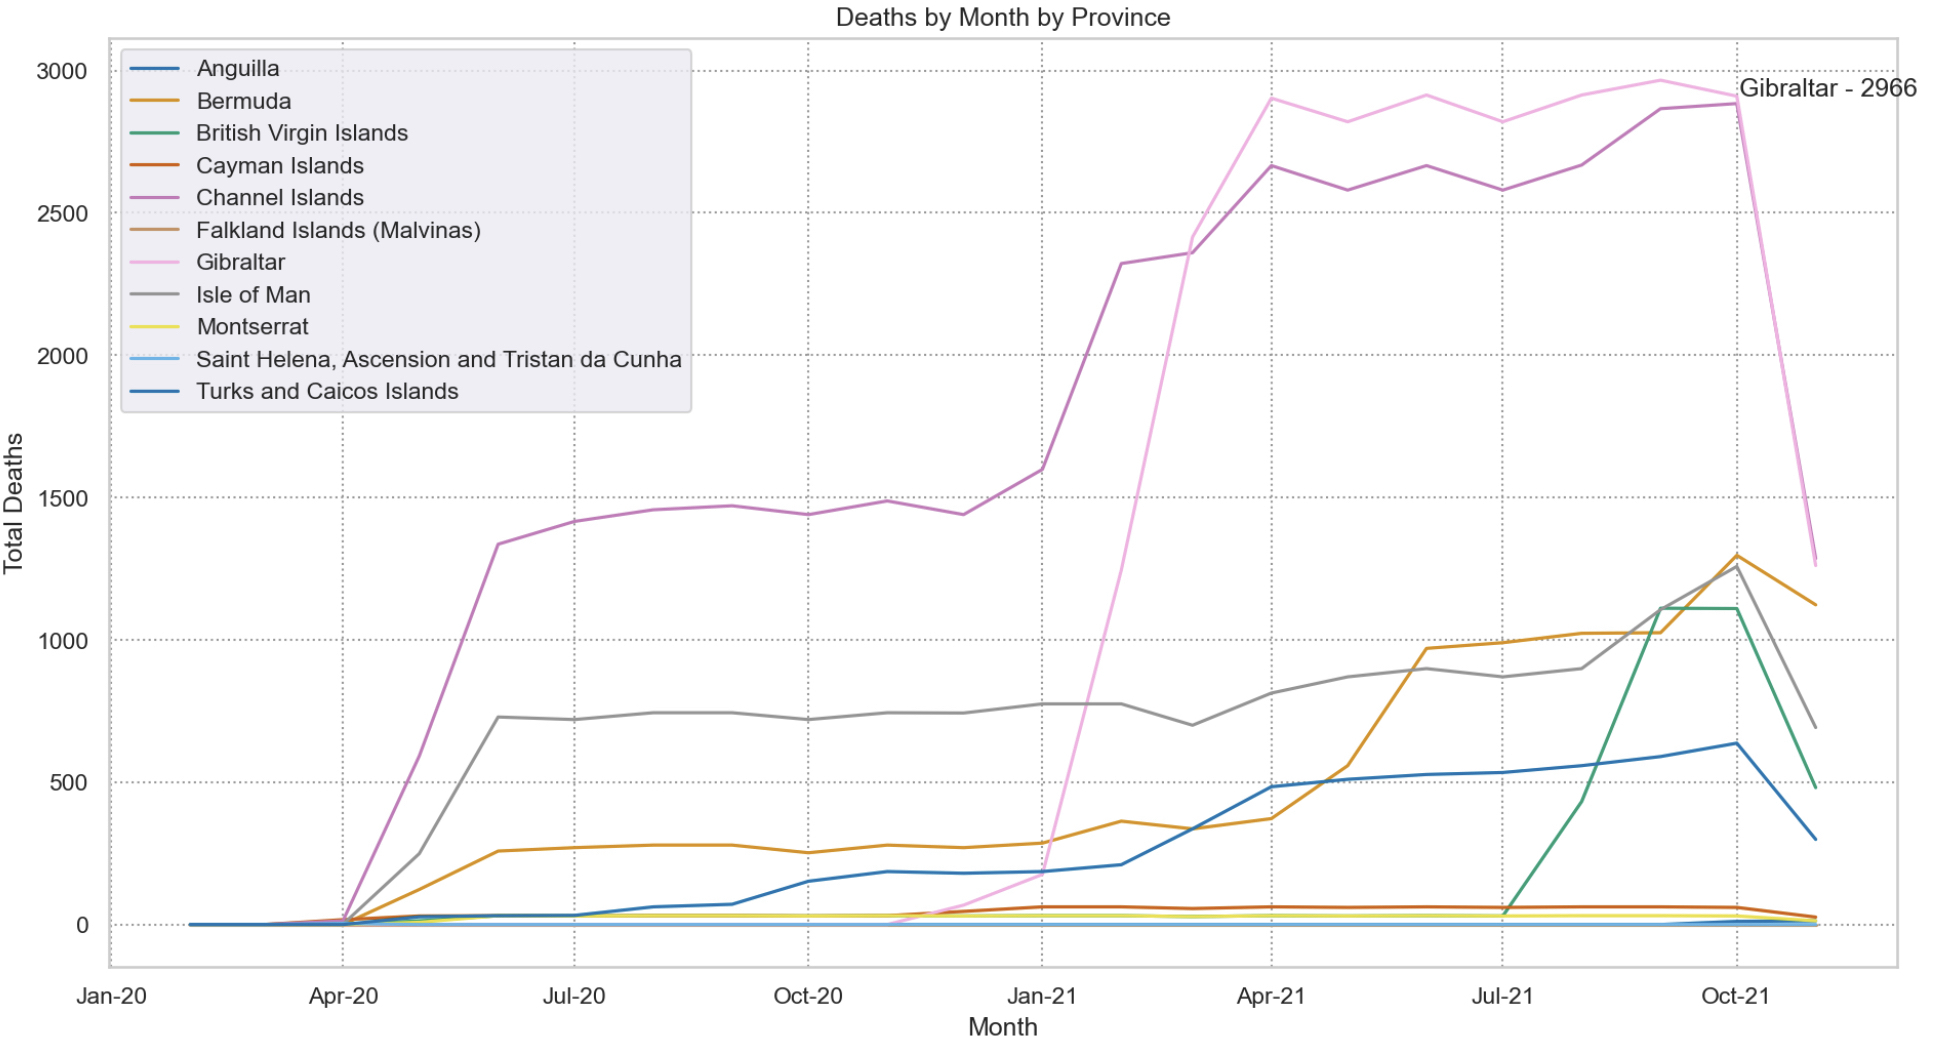 Deaths by Month by Province
3000
2500
2000
1500
1000
500
0
Total Deaths
Anguilla
Bermuda
British Virgin Islands
Cayman Islands
Channel Islands
Falkland Islands (Malvinas)
Gibraltar
Isle of Man
Montserrat
Saint Helena, Ascension and Tristan da Cunha
Turks and Caicos Islands
Gibraltar - 2966
Jan-20 Apr-20 Jul-20 Oct-20 Jan-21 Apr-21 Jul-21 Oct-21
Month